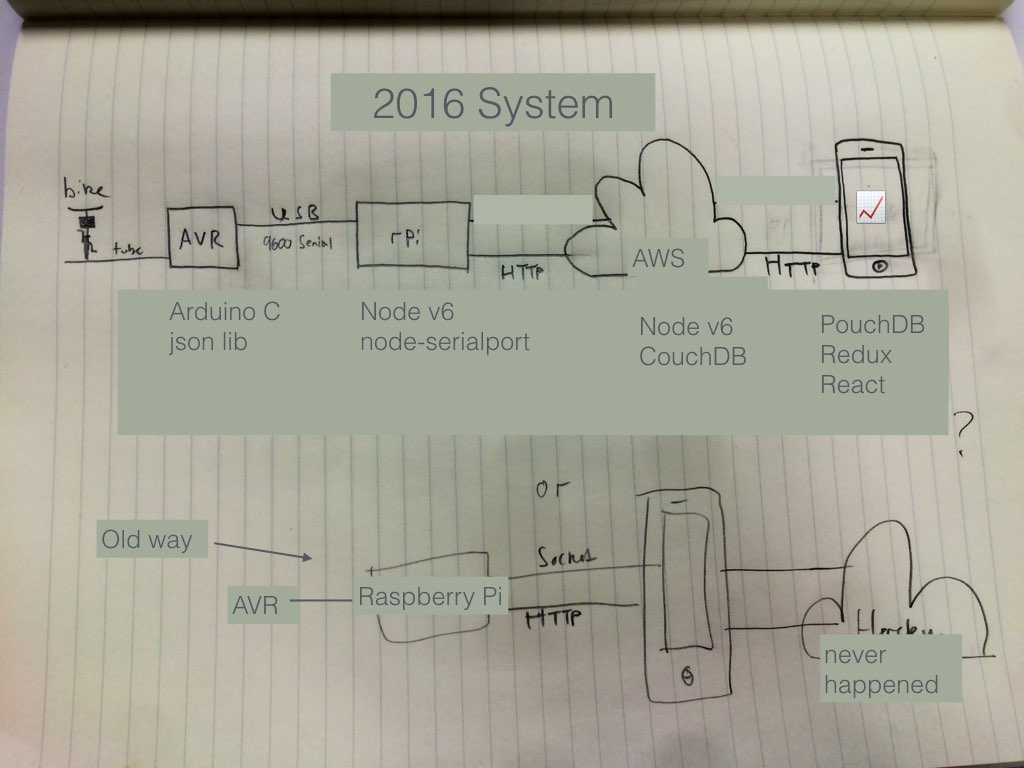 2016 System
bike
tube
AVR
USB
9600 Serial
rPi
HTTP
AWS
HTTP
Arduino C
json lib
Node v6
node-serialport
Node v6
CouchDB
PouchDB
Redux
React
?
or
Old way
AVR
Raspberry Pi
Socket
HTTP
never
happened